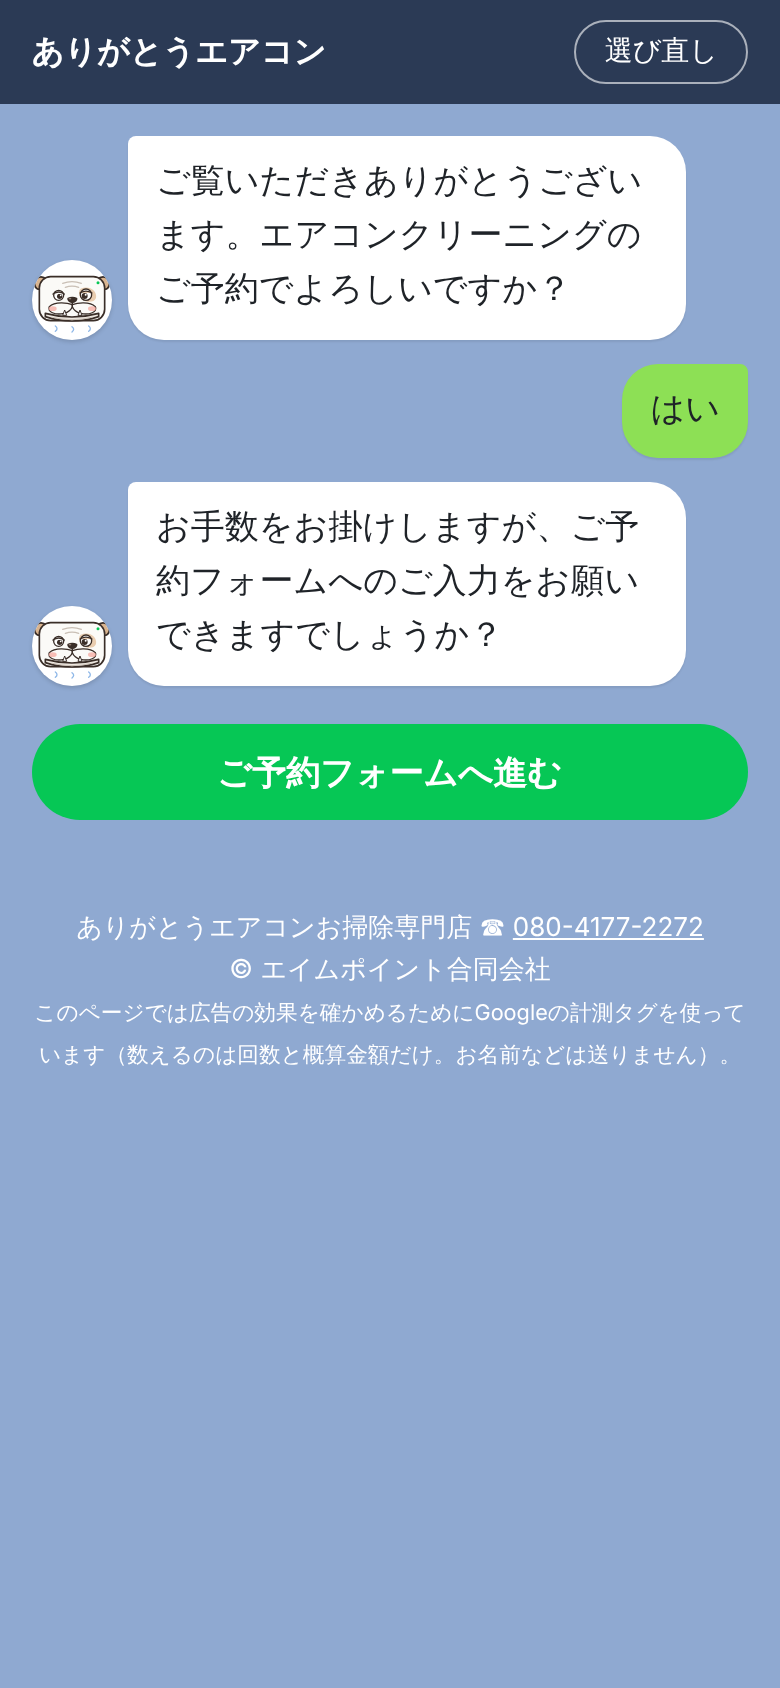 ありがとうエアコン
選び直し
ご覧いただきありがとうござい
ます。エアコンクリーニングの
ご予約でよろしいですか？
はい
お手数をお掛けしますが、ご予
約フォームへのご入力をお願い
できますでしょうか？
ご予約フォームへ進む
ありがとうエアコンお掃除専門店 ☎ 080-4177-2272
© エイムポイント合同会社
このページでは広告の効果を確かめるためにGoogleの計測タグを使って
います（数えるのは回数と概算金額だけ。お名前などは送りません）。